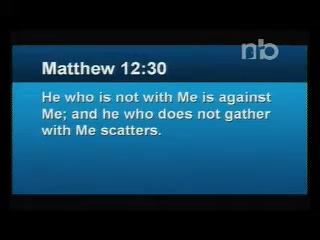 nb
Matthew 12:30
He who is not with Me is against
Me; and he who does not gather
with Me scatters.